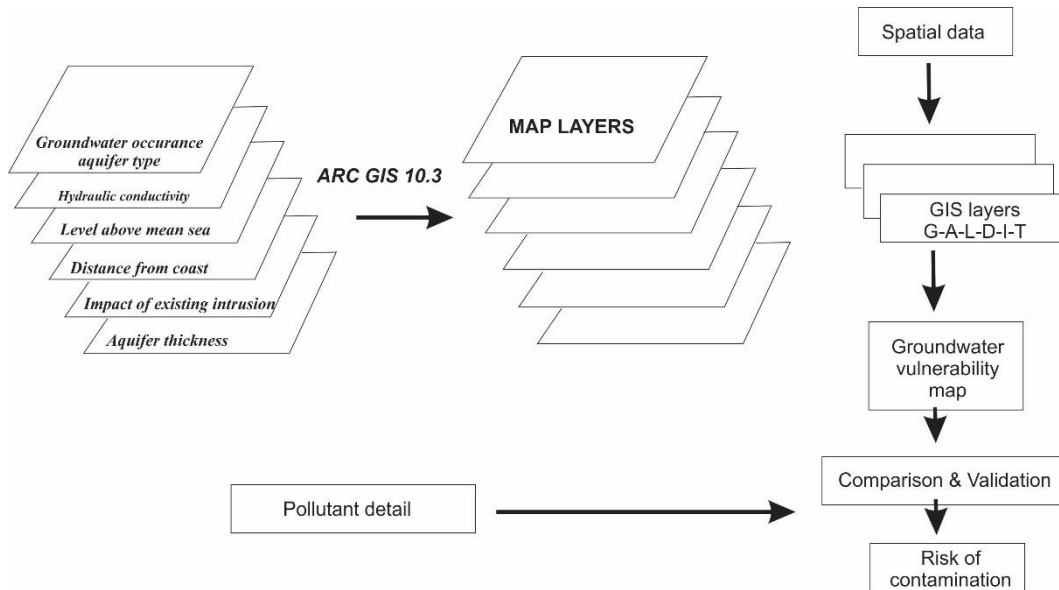 Groundwater occurance
aquifer type
Hydraulic conductivity
Level above mean sea
Distance from coast
Impact of existing intrusion
Aquifer thickness
ARC GIS 10.3
MAP LAYERS
Spatial data
GIS layers
G-A-L-D-I-T
Groundwater
vulnerability
map
Pollutant detail
Comparison & Validation
Risk of
contamination